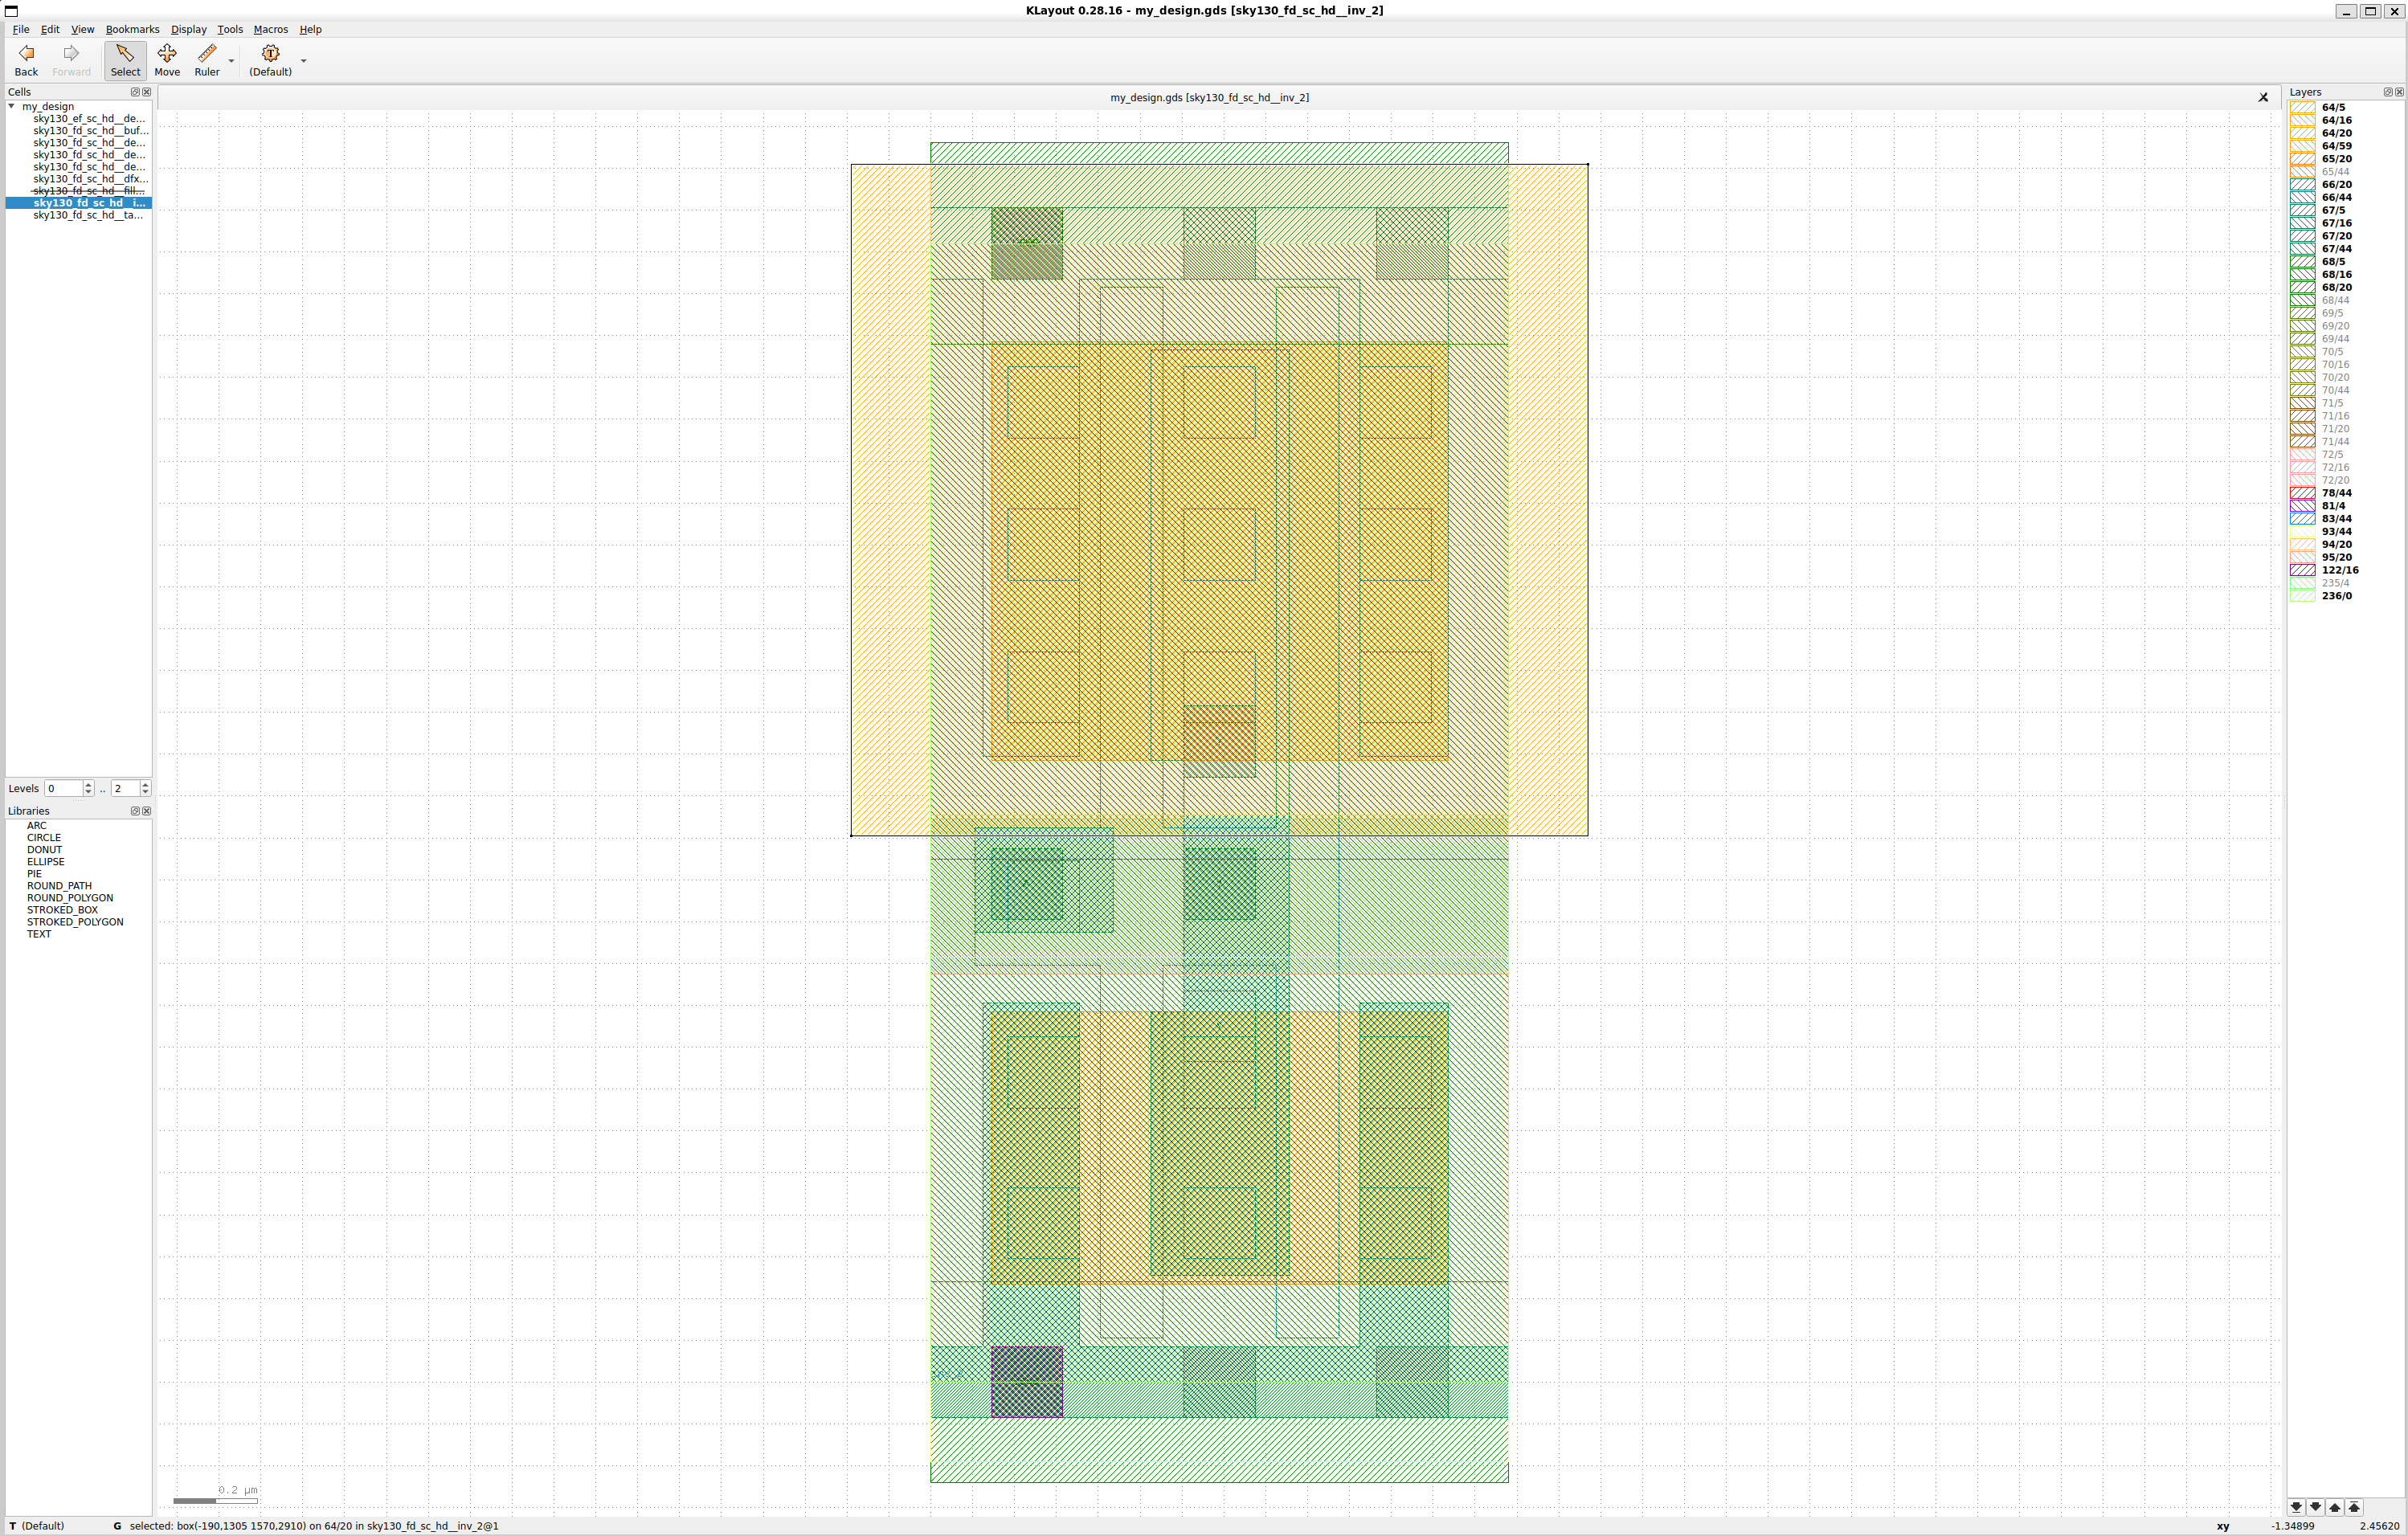 KLayout 0.28.16 - my_design.gds [sky130_fd_sc_hd__inv_2]
File Edit View Bookmarks Display Tools Macros Help
Back Forward Select Move Ruler (Default)
Cells
my_design
sky130_ef_sc_hd__de...
sky130_fd_sc_hd__buf...
sky130_fd_sc_hd__de...
sky130_fd_sc_hd__de...
sky130_fd_sc_hd__de...
sky130_fd_sc_hd__dfx...
sky130_fd_sc_hd__fill...
sky130_fd_sc_hd__i...
sky130_fd_sc_hd__ta...
Levels 0 .. 2
Libraries
ARC
CIRCLE
DONUT
ELLIPSE
PIE
ROUND_PATH
ROUND_POLYGON
STROKED_BOX
STROKED_POLYGON
TEXT
my_design.gds [sky130_fd_sc_hd__inv_2]
0.2 µm
Layers
64/5
64/16
64/20
64/59
65/20
65/44
66/20
66/44
67/5
67/16
67/20
67/44
68/5
68/16
68/20
68/44
69/5
69/20
69/44
70/5
70/16
70/20
70/44
71/5
71/16
71/20
71/44
72/5
72/16
72/20
78/44
81/4
83/44
93/44
94/20
95/20
122/16
235/4
236/0
T (Default) G selected: box(-190,1305 1570,2910) on 64/20 in sky130_fd_sc_hd__inv_2@1 xy -1.34899 2.45620